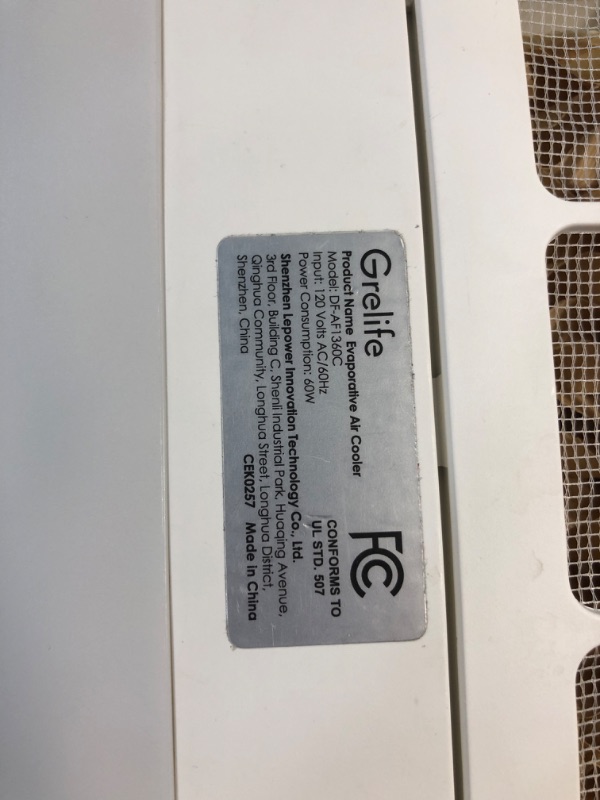 Grelife
FC
Product Name Evaporative Air Cooler
Model: DF-AF1360C
Input: 120 Volts AC/60Hz
Power Consumption: 60W
CONFORMS TO
UL STD. 507
Shenzhen Lepower Innovation Technology Co., Ltd.
3rd Floor, Building C, Shenli Industrial Park, Huaqing Avenue,
Qinghua Community, Longhua Street, Longhua District,
Shenzhen, China
CEK0257 Made in China